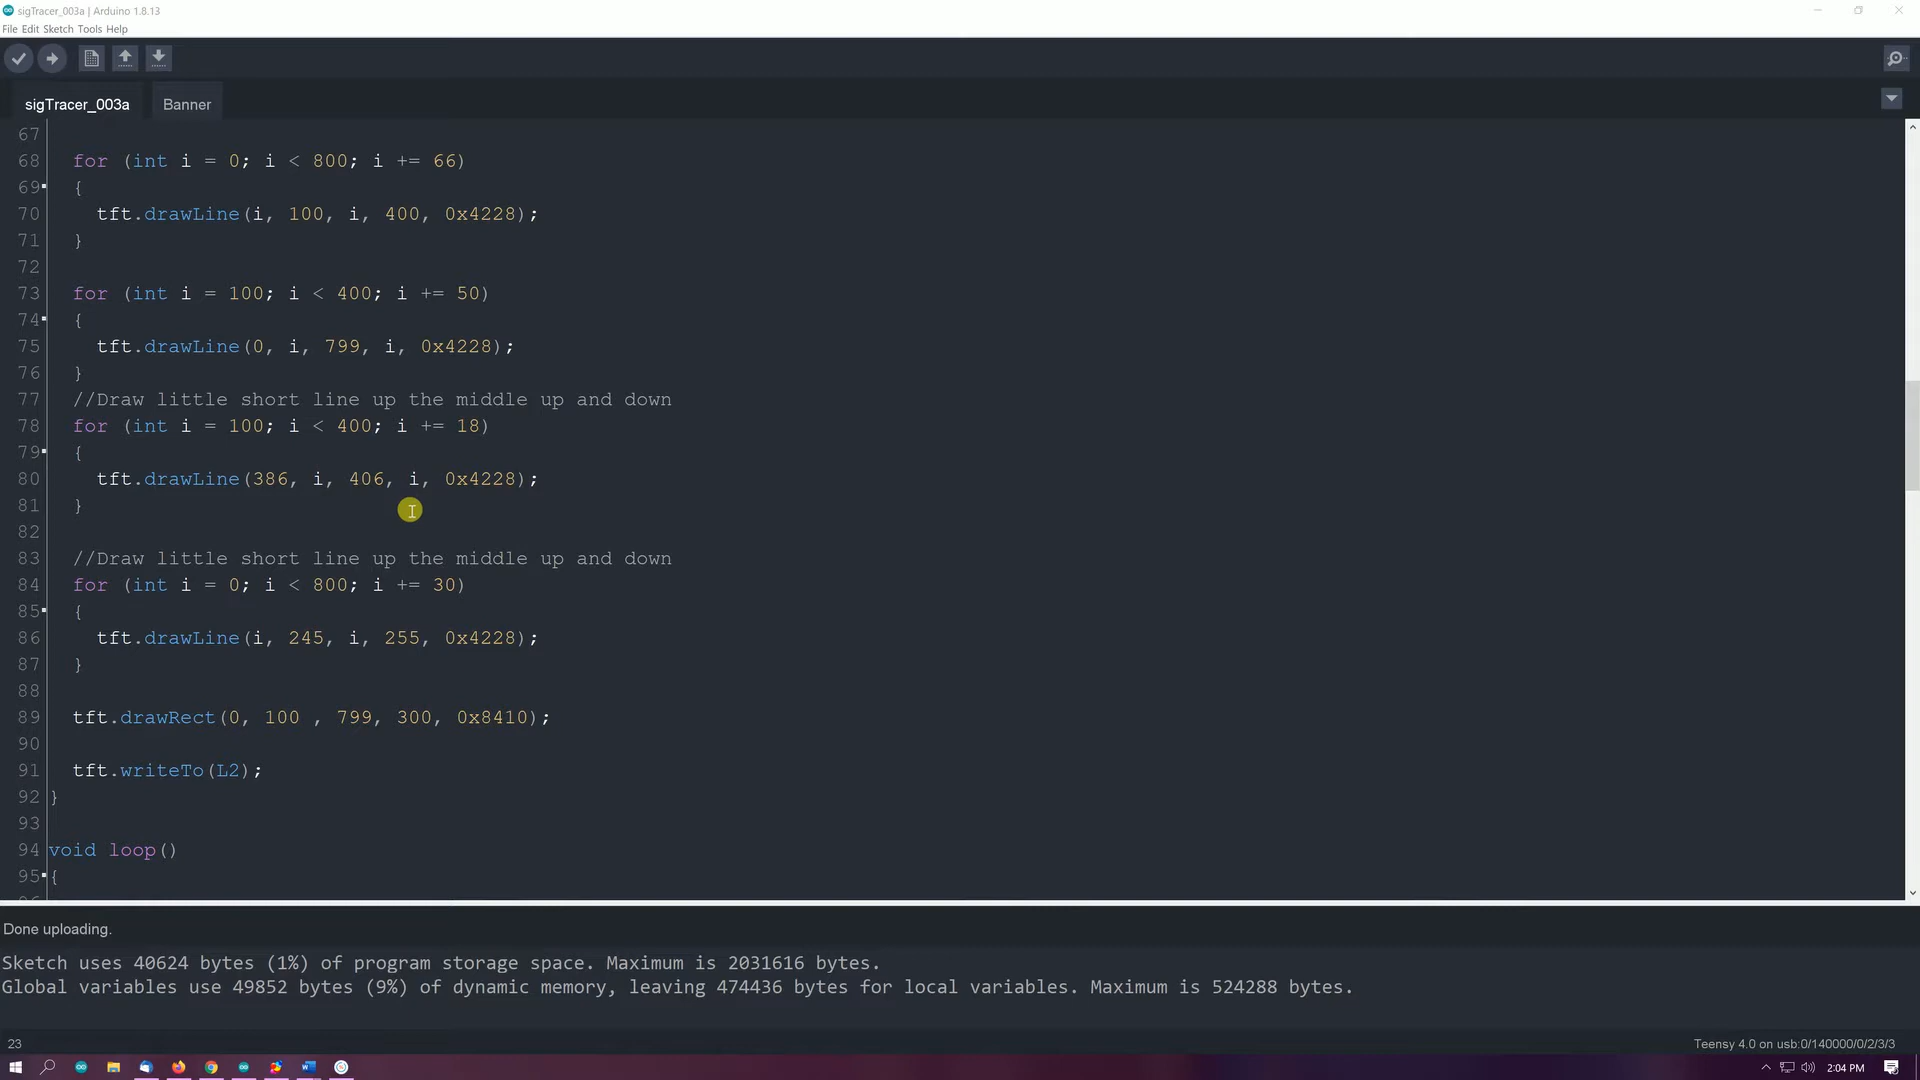 sigTracer_003a | Arduino 1.8.13
File Edit Sketch Tools Help
sigTracer_003a Banner
67
68 for (int i = 0; i < 800; i += 66)
69 {
70 tft.drawLine(i, 100, i, 400, 0x4228);
71 }
72
73 for (int i = 100; i < 400; i += 50)
74 {
75 tft.drawLine(0, i, 799, i, 0x4228);
76 }
77 //Draw little short line up the middle up and down
78 for (int i = 100; i < 400; i += 18)
79 {
80 tft.drawLine(386, i, 406, i, 0x4228);
81 }
82
83 //Draw little short line up the middle up and down
84 for (int i = 0; i < 800; i += 30)
85 {
86 tft.drawLine(i, 245, i, 255, 0x4228);
87 }
88
89 tft.drawRect(0, 100 , 799, 300, 0x8410);
90
91 tft.writeTo(L2);
92 }
93
94 void loop()
95 {
Done uploading.
Sketch uses 40624 bytes (1%) of program storage space. Maximum is 2031616 bytes.
Global variables use 49852 bytes (9%) of dynamic memory, leaving 474436 bytes for local variables. Maximum is 524288 bytes.
23 Teensy 4.0 on usb:0/140000/0/2/3/3
2:04 PM